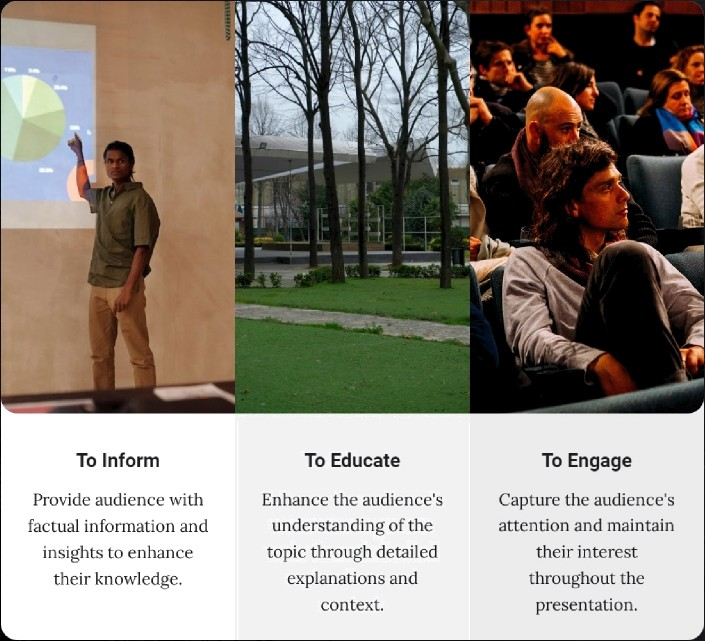 To Inform
Provide audience with
factual information and
insights to enhance
their knowledge.
To Educate
Enhance the audience's
understanding of the
topic through detailed
explanations and
context.
To Engage
Capture the audience's
attention and maintain
their interest
throughout the
presentation.